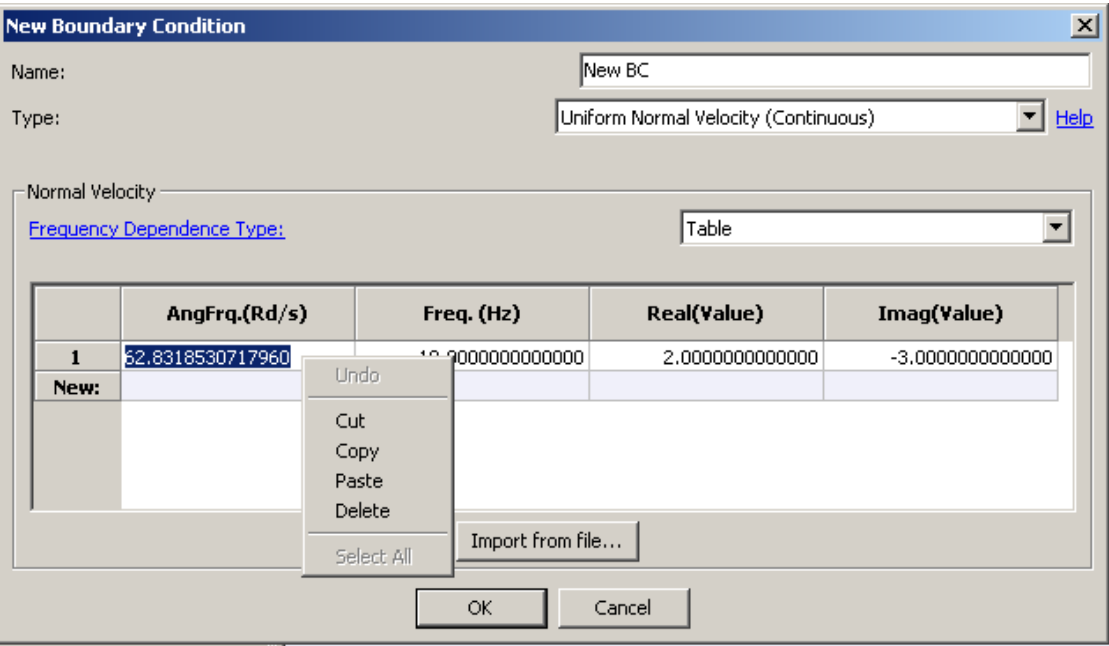 New Boundary Condition
Name: New BC
Type: Uniform Normal Velocity (Continuous) Help
Normal Velocity
Frequency Dependence Type: Table
AngFrq.(Rd/s) Freq. (Hz) Real(Value) Imag(Value)
1 62.8318530717960 10.0000000000000 2.0000000000000 -3.0000000000000
New:
Undo
Cut
Copy
Paste
Delete
Select All
Import from file...
OK Cancel